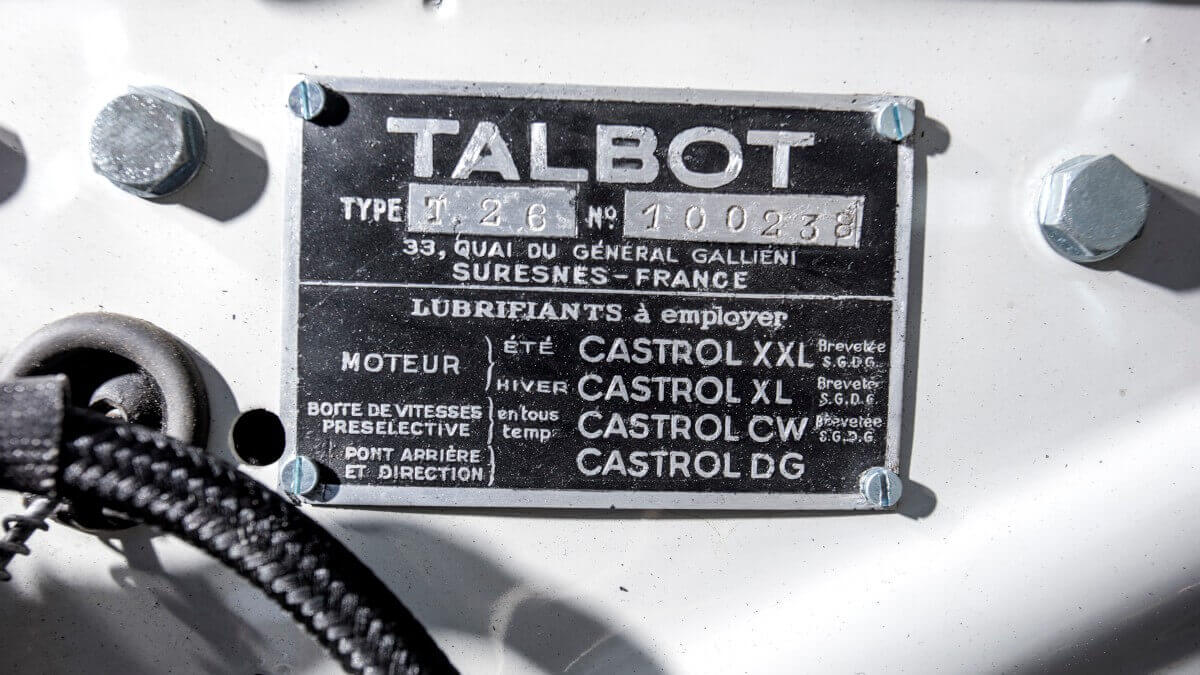 TALBOT
TYPE T.26 Nº 100238
33, QUAI DU GÉNÉRAL GALLIENI
SURESNES-FRANCE
LUBRIFIANTS à employer
MOTEUR ÉTÉ CASTROL XXL Brevetée S.G.D.G.
HIVER CASTROL XL Brevetée S.G.D.G.
BOITE DE VITESSES PRESELECTIVE en tous temps CASTROL CW Brevetée S.G.D.G.
PONT ARRIÈRE ET DIRECTION CASTROL DG